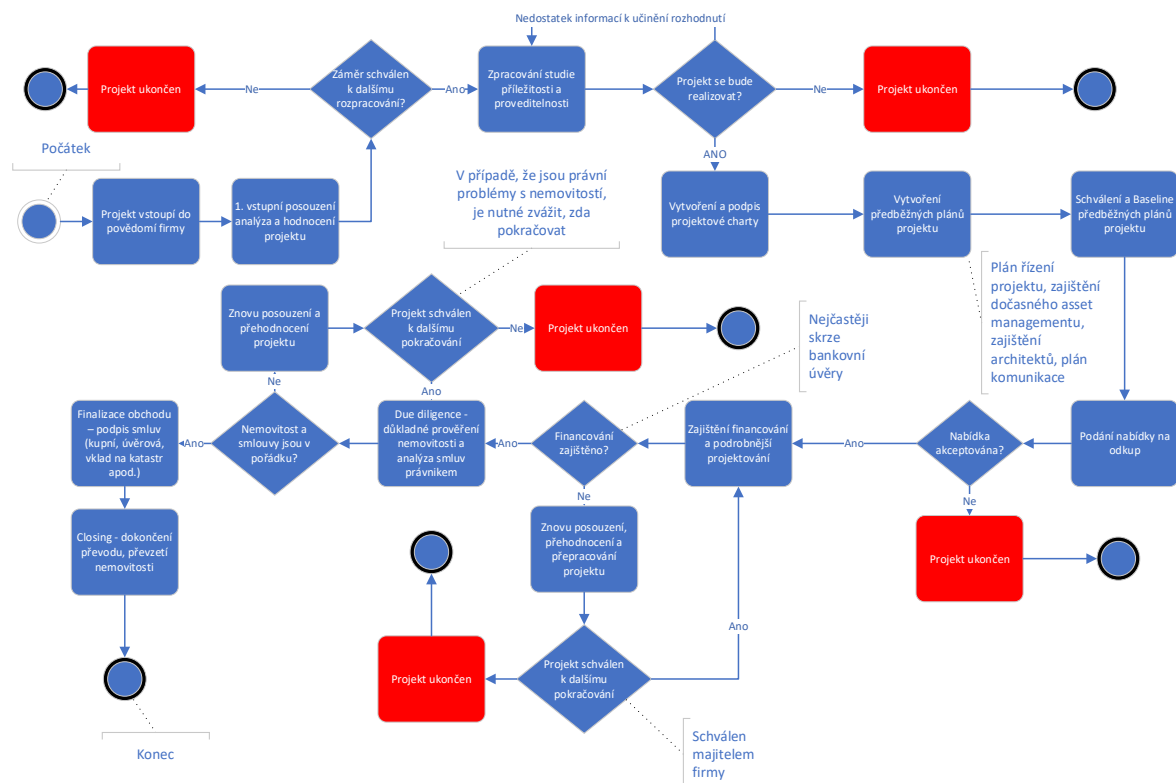 Nedostatek informací k učinění rozhodnutí
Projekt ukončen
Ne
Záměr schválen
k dalšímu
rozpracování?
Ano
Zpracování studie
příležitosti a
proveditelnosti
Projekt se bude
realizovat?
Ne
Projekt ukončen
Počátek
ANO
Projekt vstoupí do
povědomí firmy
1. vstupní posouzení
analýza a hodnocení
projektu
V případě, že jsou právní
problémy s nemovitostí,
je nutné zvážit, zda
pokračovat
Vytvoření a podpis
projektové charty
Vytvoření
předběžných plánů
projektu
Schválení a Baseline
předběžných plánů
projektu
Plán řízení
projektu, zajištění
dočasného asset
managementu,
zajištění
architektů, plán
komunikace
Znovu posouzení a
přehodnocení
projektu
Projekt schválen
k dalšímu
pokračování
Ne
Projekt ukončen
Nejčastěji
skrze
bankovní
úvěry
Ne
Ano
Finalizace obchodu
– podpis smluv
(kupní, úvěrová,
vklad na katastr
apod.)
Ano
Nemovitost a
smlouvy jsou v
pořádku?
Due diligence -
důkladné prověření
nemovitosti a
analýza smluv
právníkem
Ano
Financování
zajištěno?
Zajištění financování
a podrobnější
projektování
Ano
Nabídka
akceptována?
Podání nabídky na
odkup
Ne
Ne
Closing - dokončení
převodu, převzetí
nemovitosti
Znovu posouzení,
přehodnocení a
přepracování
projektu
Projekt ukončen
Ano
Projekt ukončen
Projekt schválen
k dalšímu
pokračování
Konec
Schválen
majitelem
firmy